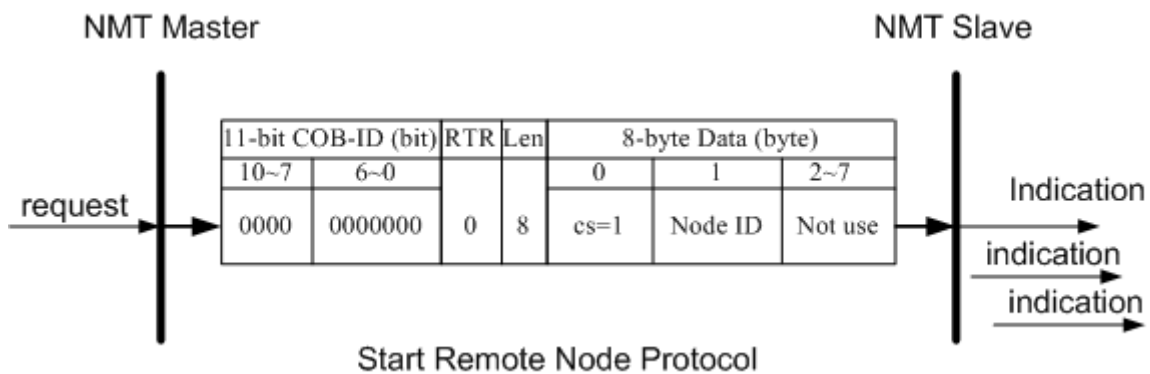 NMT Master NMT Slave
11-bit COB-ID (bit) RTR Len 8-byte Data (byte)
10~7 6~0 0 1 2~7
request 0000 0000000 0 8 cs=1 Node ID Not use Indication
indication
indication
Start Remote Node Protocol